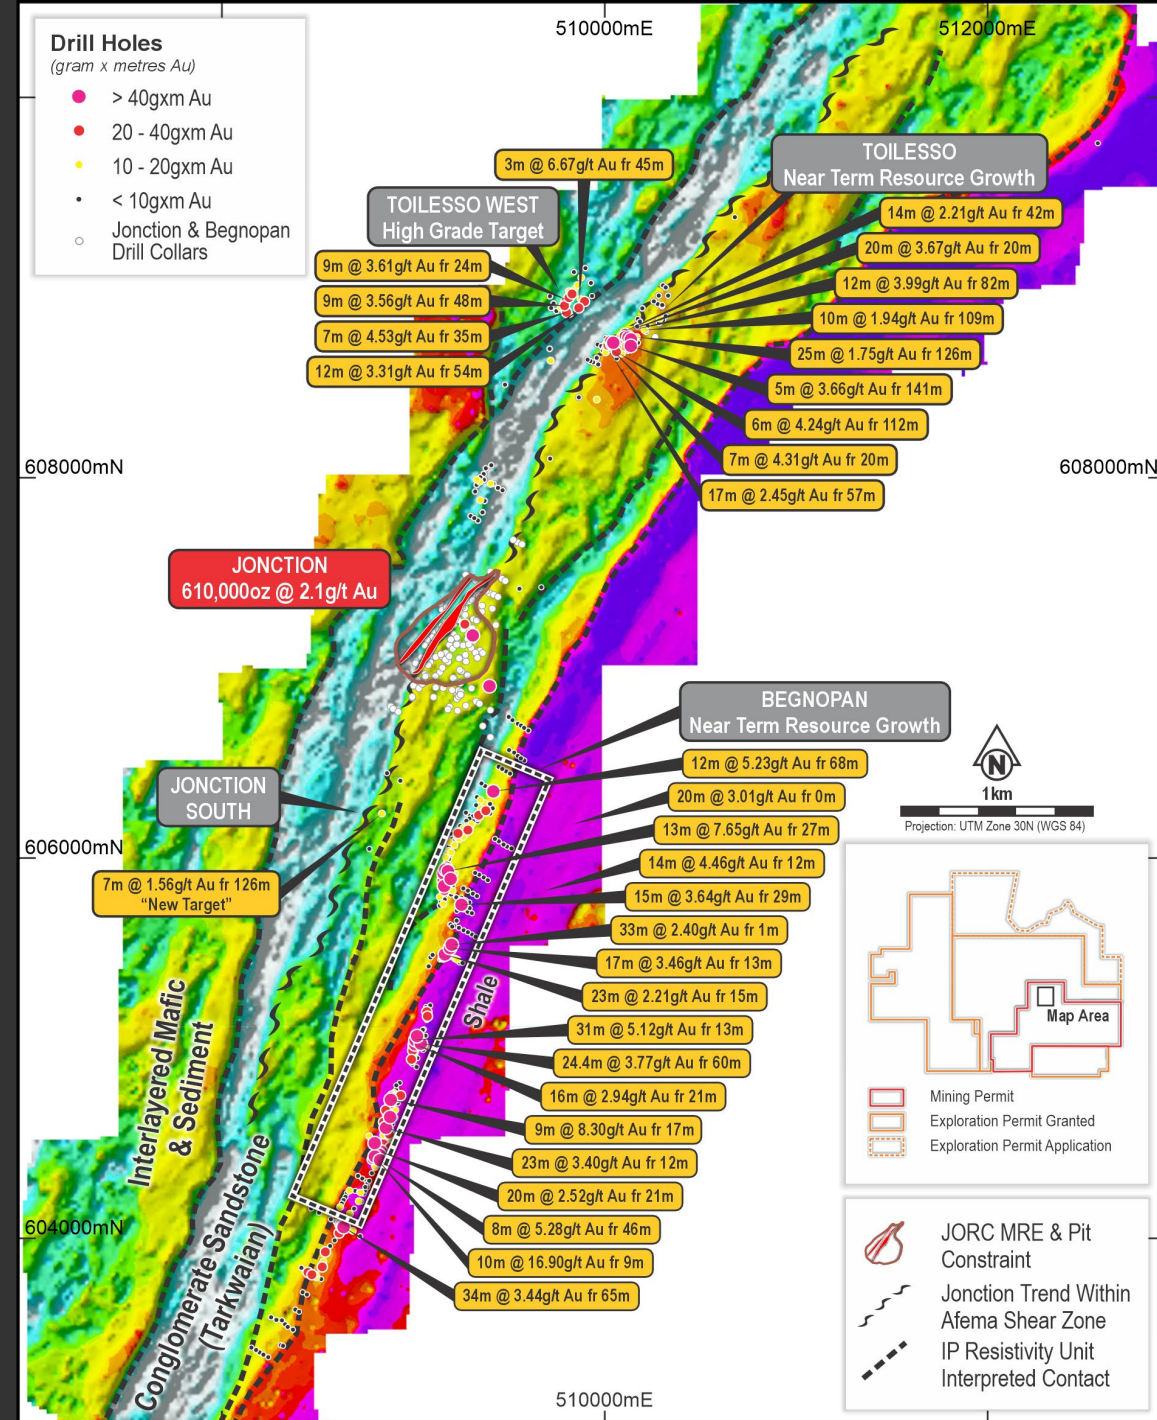 510000mE
512000mE
Drill Holes
(gram x metres Au)
> 40gxm Au
20 - 40gxm Au
10 - 20gxm Au
< 10gxm Au
Jonction & Begnopan
Drill Collars
3m @ 6.67g/t Au fr 45m
TOILESSO
Near Term Resource Growth
TOILESSO WEST
High Grade Target
14m @ 2.21g/t Au fr 42m
20m @ 3.67g/t Au fr 20m
12m @ 3.99g/t Au fr 82m
10m @ 1.94g/t Au fr 109m
25m @ 1.75g/t Au fr 126m
5m @ 3.66g/t Au fr 141m
6m @ 4.24g/t Au fr 112m
7m @ 4.31g/t Au fr 20m
17m @ 2.45g/t Au fr 57m
9m @ 3.61g/t Au fr 24m
9m @ 3.56g/t Au fr 48m
7m @ 4.53g/t Au fr 35m
12m @ 3.31g/t Au fr 54m
608000mN
608000mN
JONCTION
610,000oz @ 2.1g/t Au
BEGNOPAN
Near Term Resource Growth
12m @ 5.23g/t Au fr 68m
20m @ 3.01g/t Au fr 0m
13m @ 7.65g/t Au fr 27m
14m @ 4.46g/t Au fr 12m
15m @ 3.64g/t Au fr 29m
33m @ 2.40g/t Au fr 1m
17m @ 3.46g/t Au fr 13m
23m @ 2.21g/t Au fr 15m
31m @ 5.12g/t Au fr 13m
24.4m @ 3.77g/t Au fr 60m
16m @ 2.94g/t Au fr 21m
9m @ 8.30g/t Au fr 17m
23m @ 3.40g/t Au fr 12m
20m @ 2.52g/t Au fr 21m
8m @ 5.28g/t Au fr 46m
10m @ 16.90g/t Au fr 9m
34m @ 3.44g/t Au fr 65m
JONCTION
SOUTH
606000mN
7m @ 1.56g/t Au fr 126m
“New Target”
Shale
Interlayered Mafic
& Sediment
Conglomerate Sandstone
(Tarkwaian)
604000mN
510000mE
N
1km
Projection: UTM Zone 30N (WGS 84)
Map Area
Mining Permit
Exploration Permit Granted
Exploration Permit Application
JORC MRE & Pit
Constraint
Jonction Trend Within
Afema Shear Zone
IP Resistivity Unit
Interpreted Contact